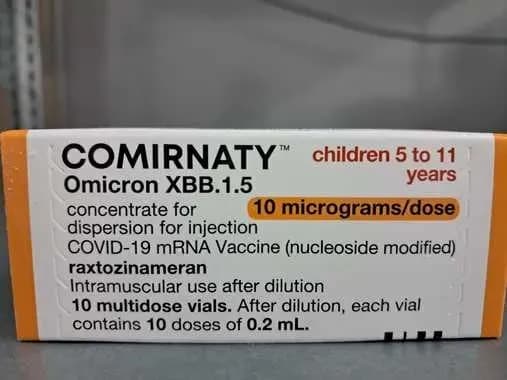 COMIRNATY™ children 5 to 11 years
Omicron XBB.1.5
concentrate for 10 micrograms/dose
dispersion for injection
COVID-19 mRNA Vaccine (nucleoside modified)
raxtozinameran
Intramuscular use after dilution
10 multidose vials. After dilution, each vial
contains 10 doses of 0.2 mL.